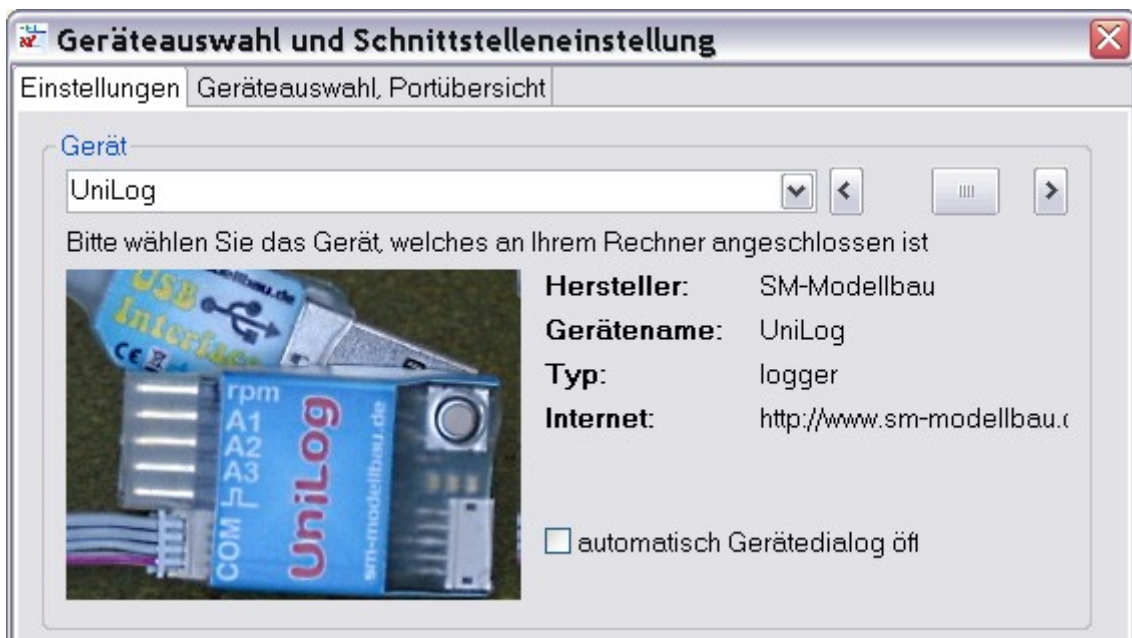 Geräteauswahl und Schnittstelleneinstellung
Einstellungen Geräteauswahl, Portübersicht
Gerät
UniLog
Bitte wählen Sie das Gerät, welches an Ihrem Rechner angeschlossen ist
Hersteller: SM-Modellbau
Gerätename: UniLog
Typ: logger
Internet: http://www.sm-modellbau.
automatisch Gerätedialog
USB
Interface
CE
rpm
A1
A2
A3
COM
UniLog
sm-modellbau.de